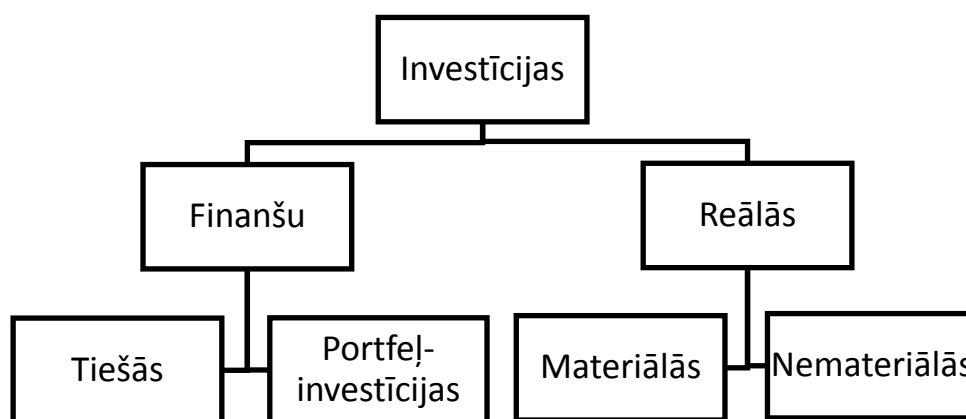 Investīcijas
Finanšu
Reālās
Tiešās
Portfeļ-
investīcijas
Materiālās
Nemateriālās